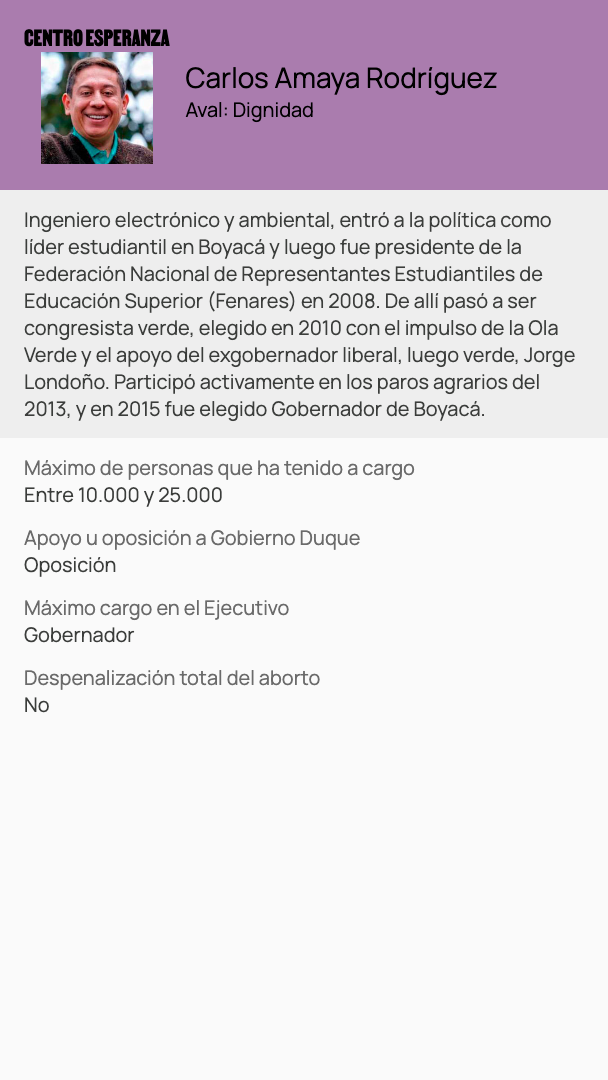 CENTRO ESPERANZA
Carlos Amaya Rodríguez
Aval: Dignidad
Ingeniero electrónico y ambiental, entró a la política como
líder estudiantil en Boyacá y luego fue presidente de la
Federación Nacional de Representantes Estudiantiles de
Educación Superior (Fenares) en 2008. De allí pasó a ser
congresista verde, elegido en 2010 con el impulso de la Ola
Verde y el apoyo del exgobernador liberal, luego verde, Jorge
Londoño. Participó activamente en los paros agrarios del
2013, y en 2015 fue elegido Gobernador de Boyacá.
Máximo de personas que ha tenido a cargo
Entre 10.000 y 25.000
Apoyo u oposición a Gobierno Duque
Oposición
Máximo cargo en el Ejecutivo
Gobernador
Despenalización total del aborto
No